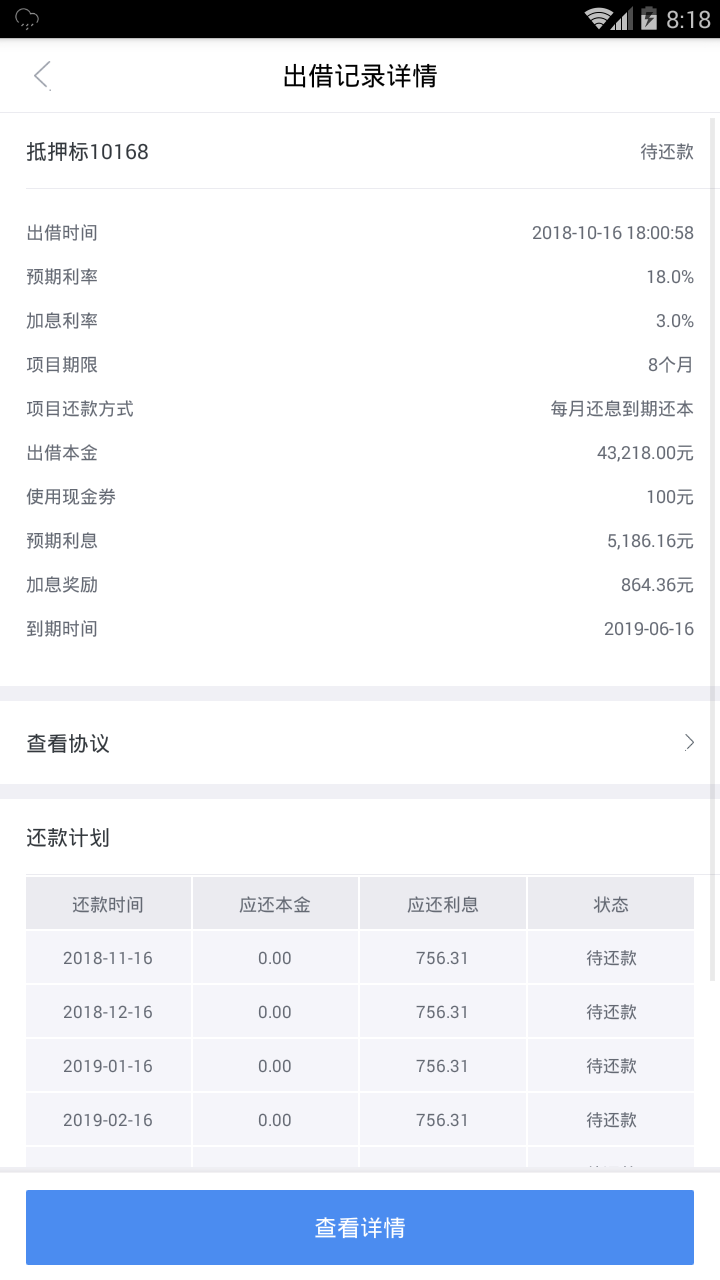 8:18
出借记录详情
抵押标10168 待还款
出借时间 2018-10-16 18:00:58
预期利率 18.0%
加息利率 3.0%
项目期限 8个月
项目还款方式 每月还息到期还本
出借本金 43,218.00元
使用现金券 100元
预期利息 5,186.16元
加息奖励 864.36元
到期时间 2019-06-16
查看协议
还款计划
还款时间 应还本金 应还利息 状态
2018-11-16 0.00 756.31 待还款
2018-12-16 0.00 756.31 待还款
2019-01-16 0.00 756.31 待还款
2019-02-16 0.00 756.31 待还款
查看详情